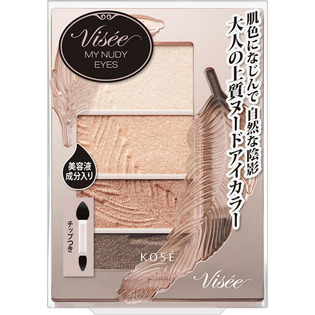 Visée
MY NUDY
EYES
肌色になじんで自然な陰影
大人の上質ヌードアイカラー
美容液
成分入り
チップつき
KOSÉ
Visée